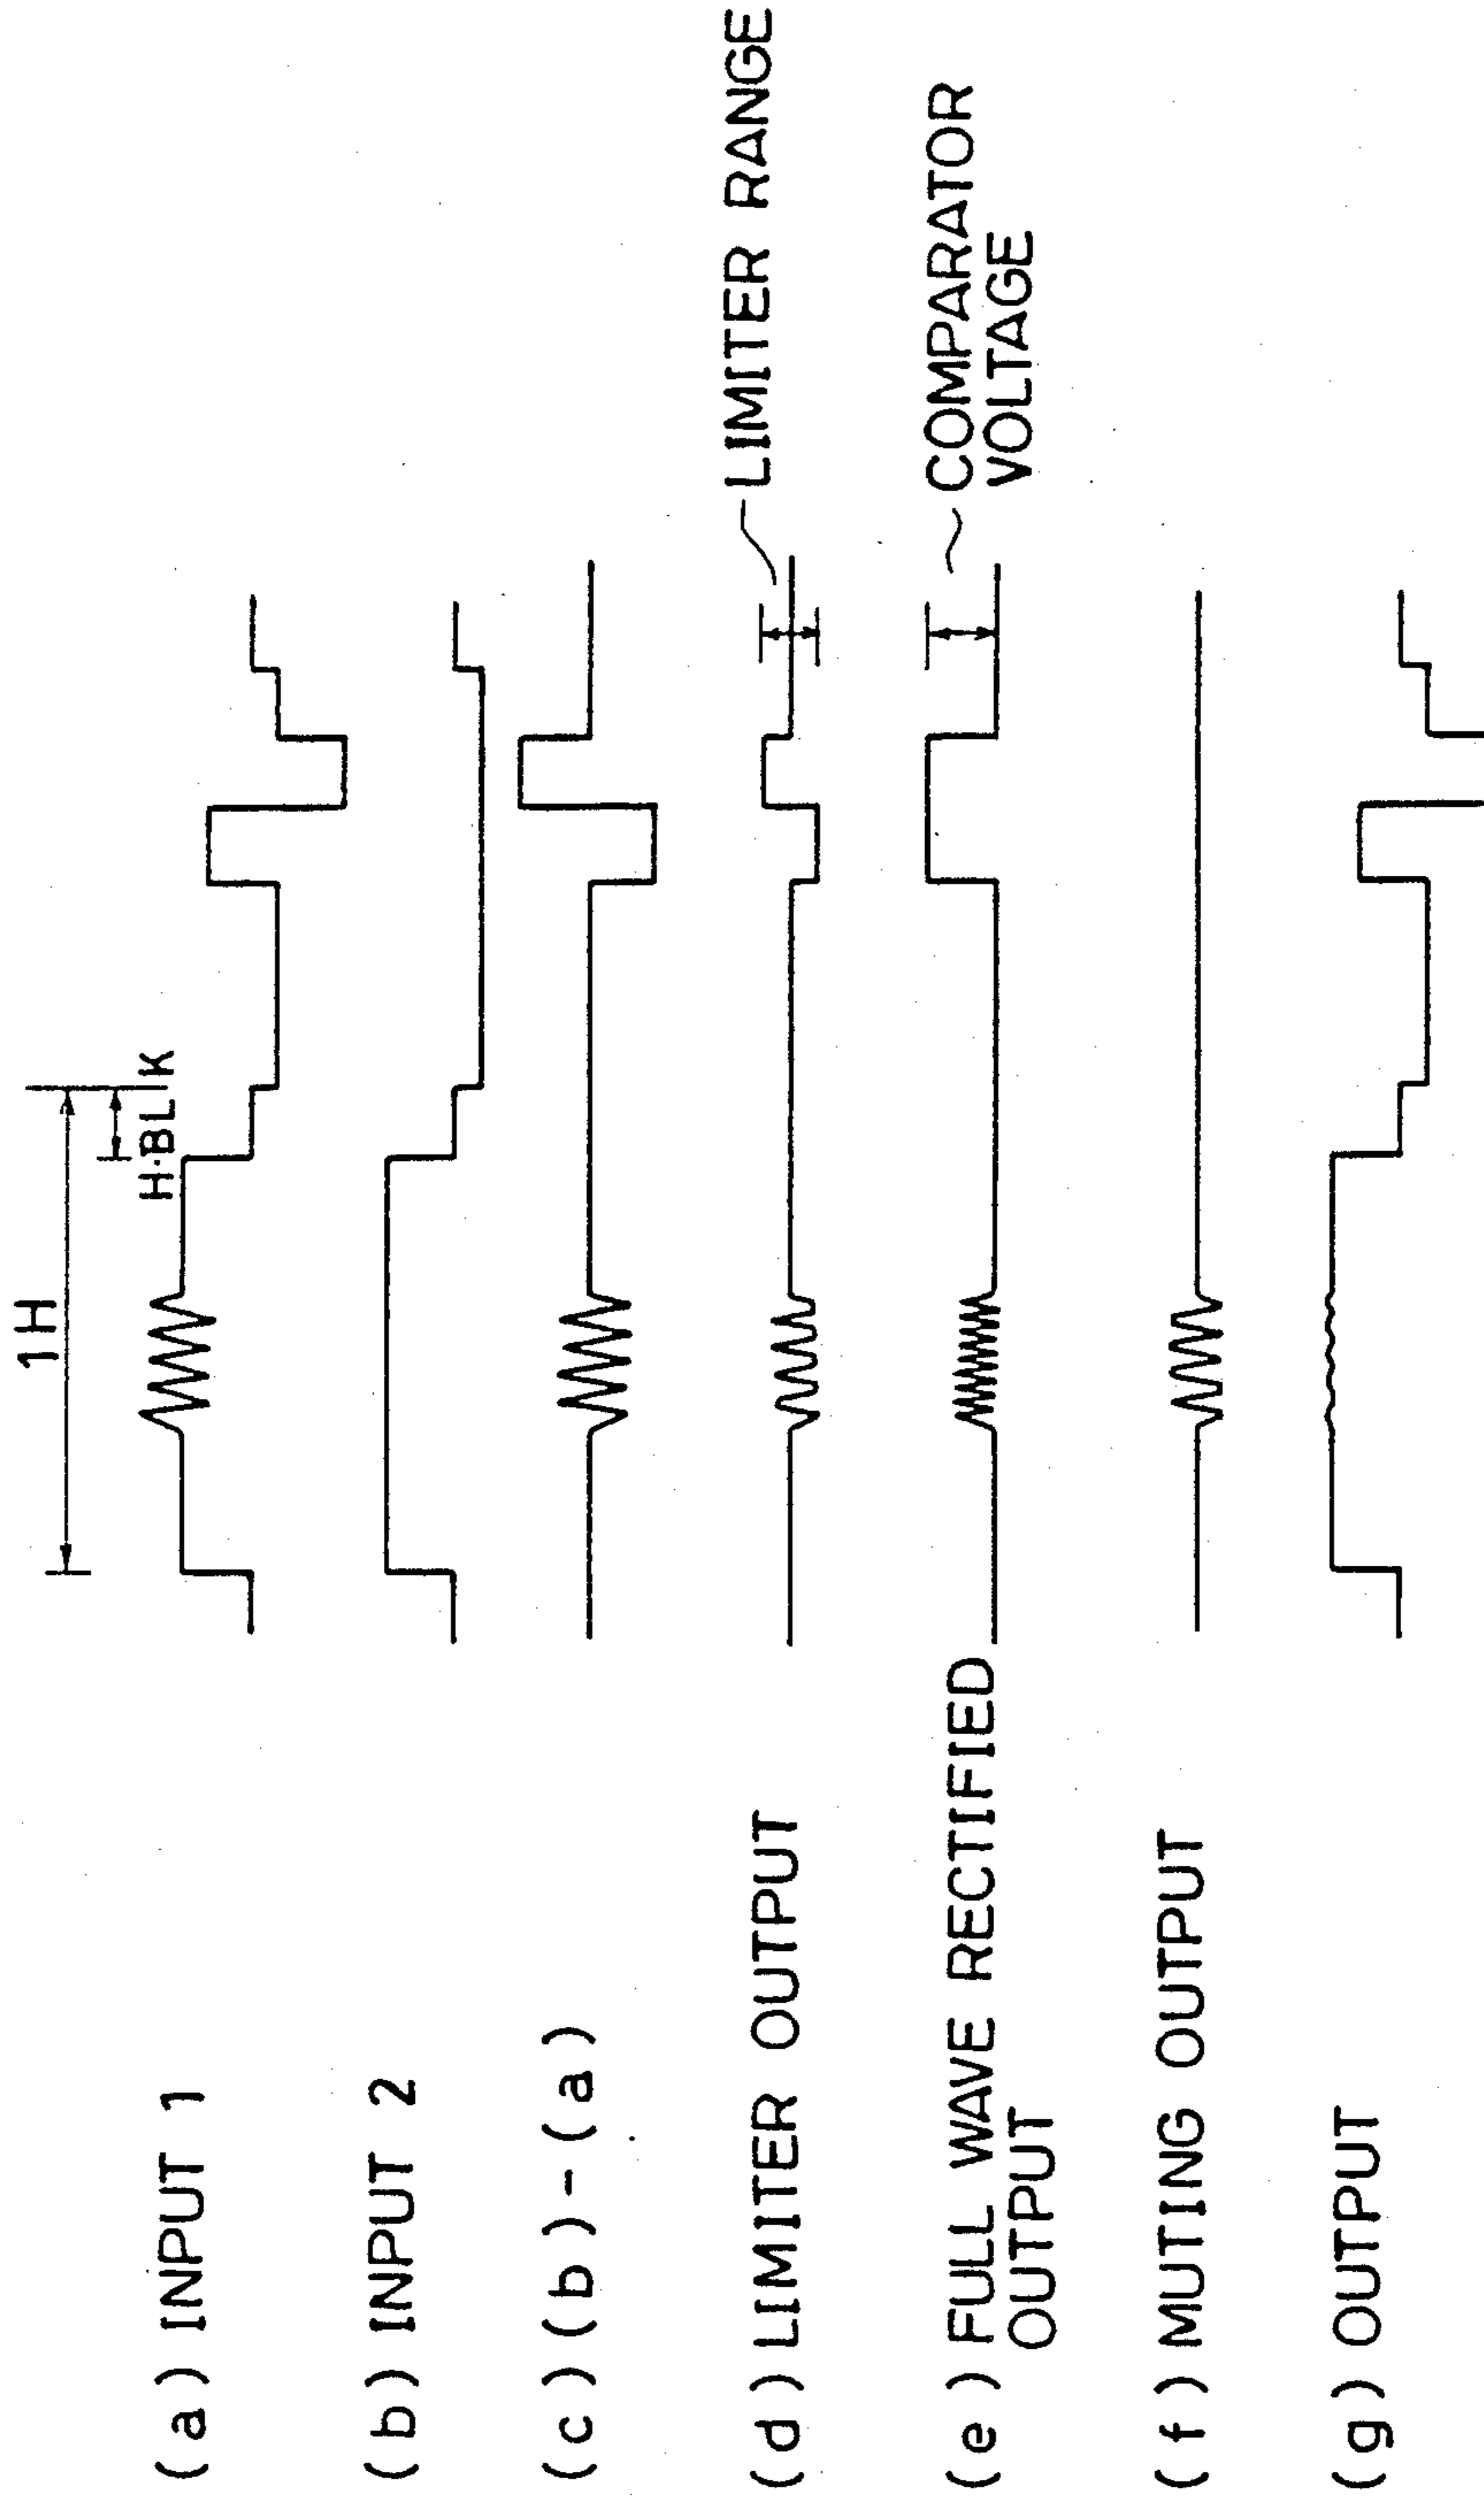 1H
H·BLK
(a) INPUT 1
(b) INPUT 2
(c) (b)-(a)
(d) LIMITER OUTPUT
LIMITER RANGE
(e) FULL WAVE RECTIFIED
OUTPUT
COMPARATOR
VOLTAGE
(f) MUTING OUTPUT
(g) OUTPUT